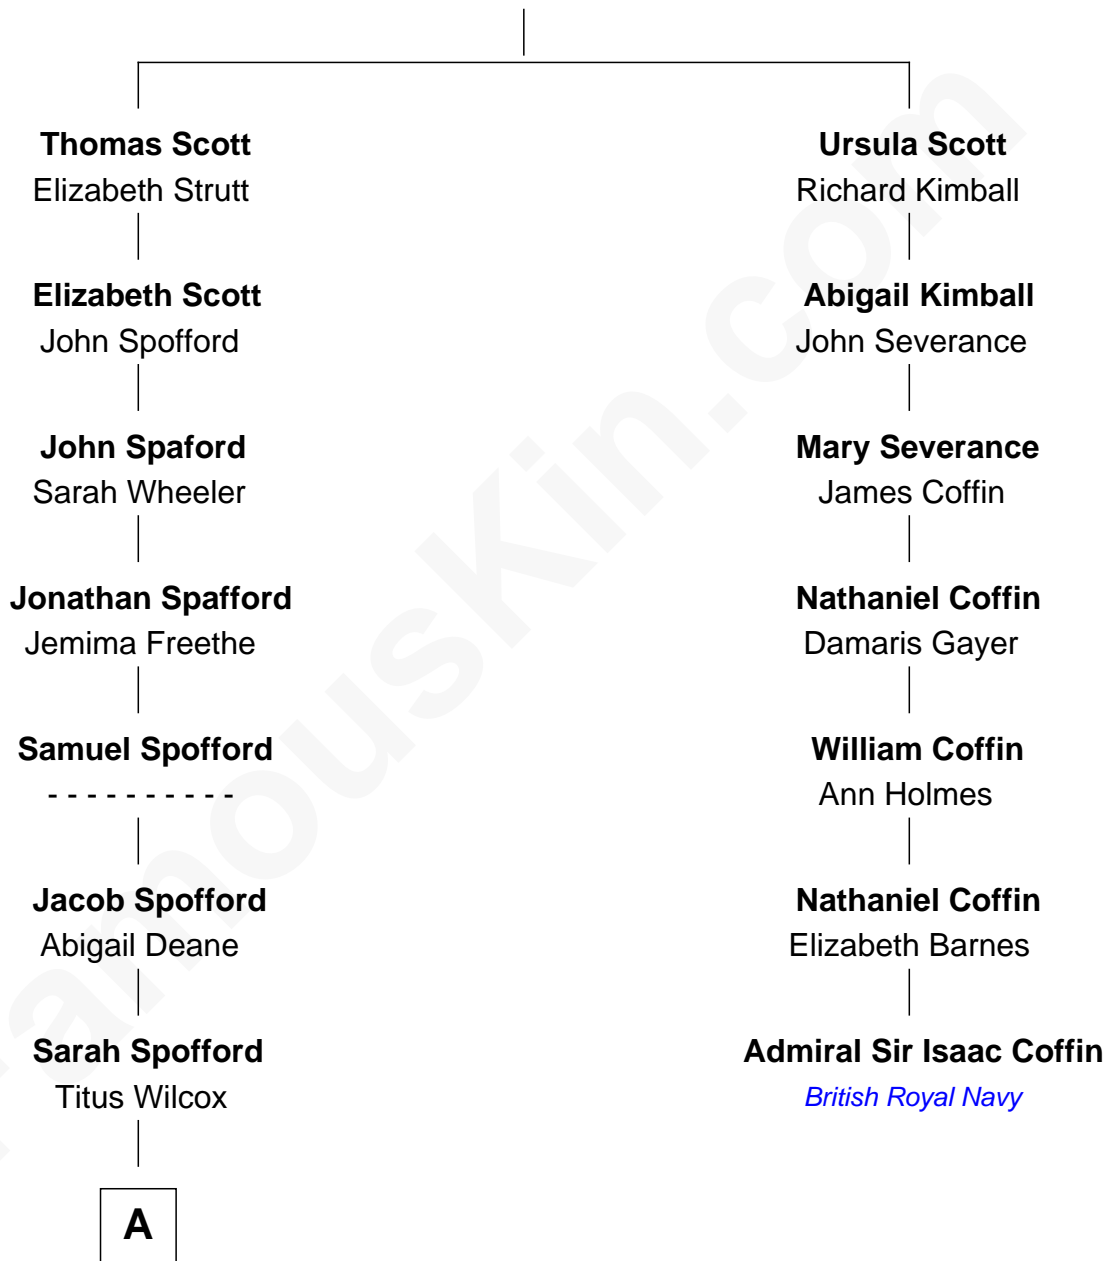 Thomas Scott
Elizabeth Strutt
Ursula Scott
Richard Kimball
Elizabeth Scott
John Spofford
Abigail Kimball
John Severance
John Spaford
Sarah Wheeler
Mary Severance
James Coffin
Jonathan Spafford
Jemima Freethe
Nathaniel Coffin
Damaris Gayer
Samuel Spofford
- - - - - - - - - -
William Coffin
Ann Holmes
Jacob Spofford
Abigail Deane
Nathaniel Coffin
Elizabeth Barnes
Sarah Spofford
Titus Wilcox
Admiral Sir Isaac Coffin
British Royal Navy
A
FamousKin.com